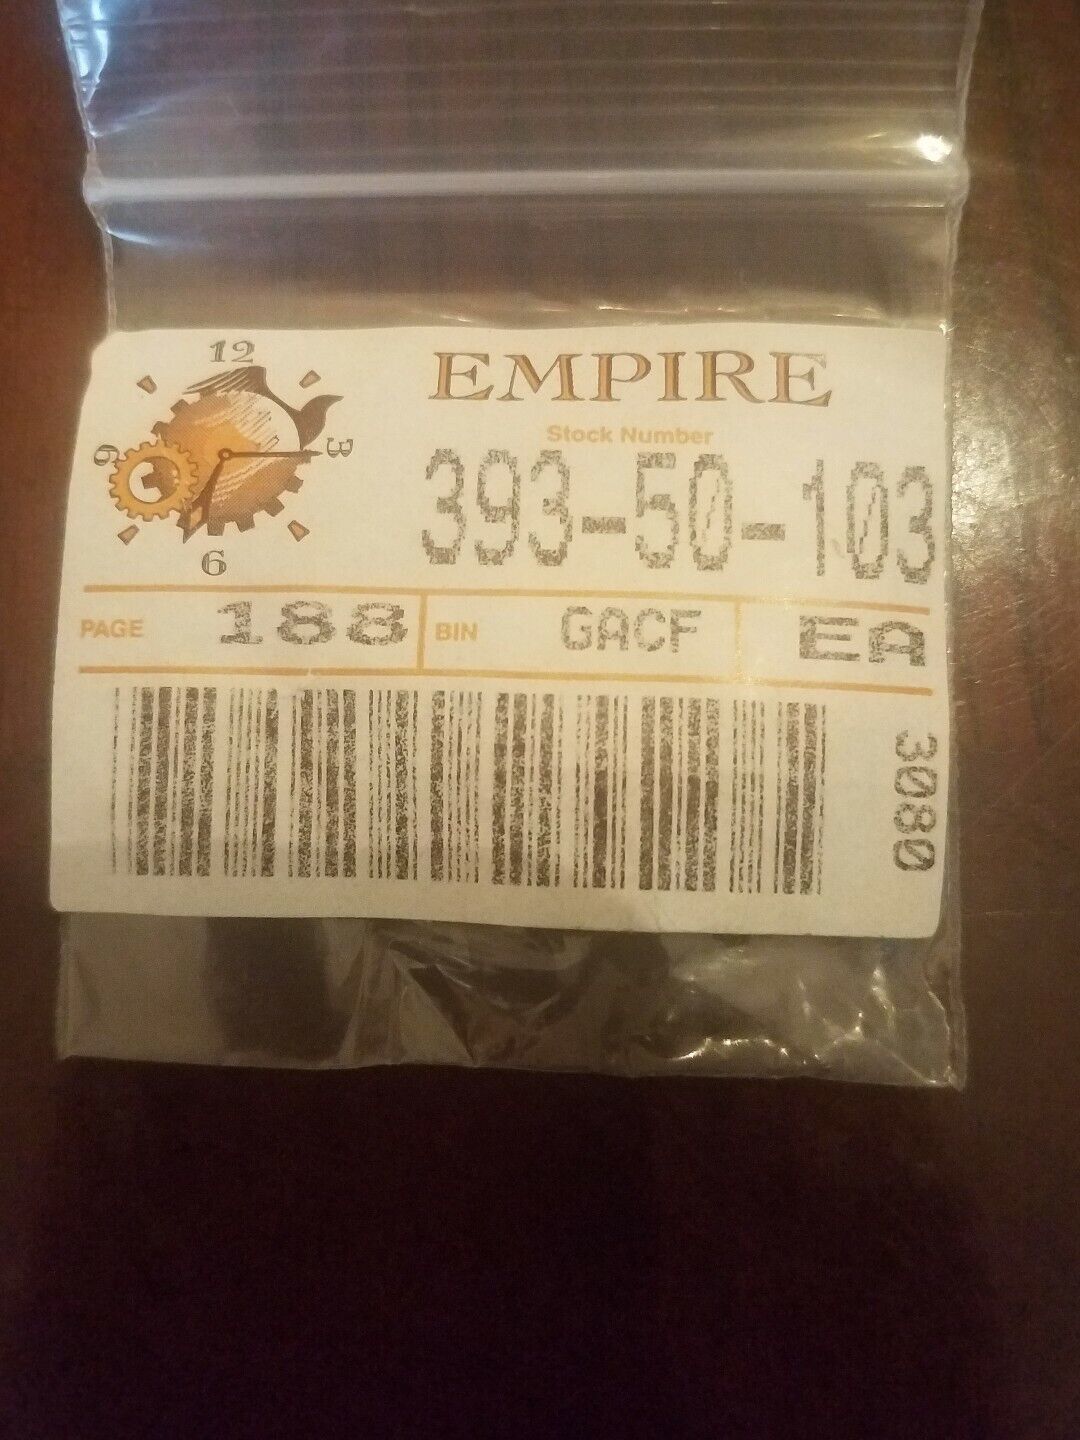 12
9
3
6
EMPIRE
Stock Number
393-50-103
PAGE 188 BIN GACF EA
3080